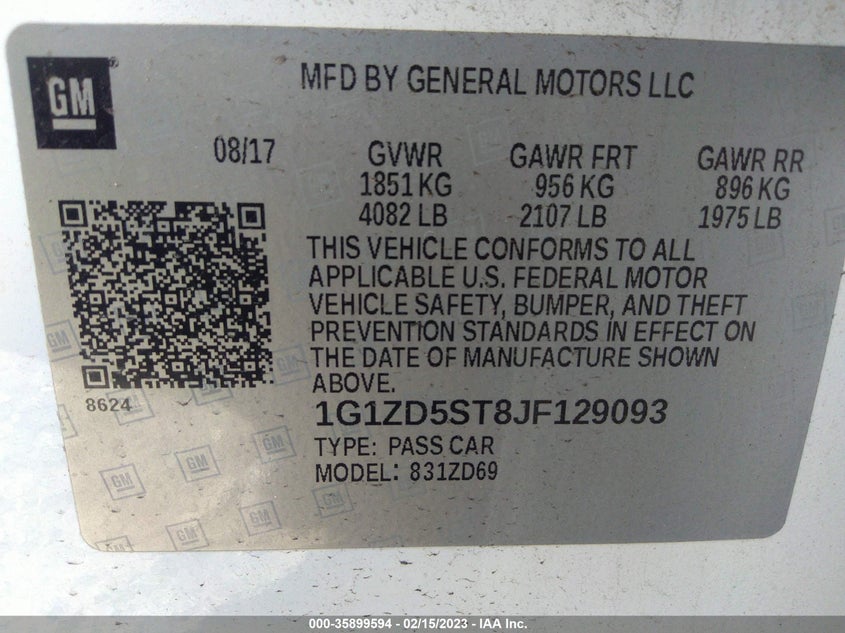 GM
MFD BY GENERAL MOTORS LLC
08/17 GVWR GAWR FRT GAWR RR
1851 KG 956 KG 896 KG
4082 LB 2107 LB 1975 LB
THIS VEHICLE CONFORMS TO ALL
APPLICABLE U.S. FEDERAL MOTOR
VEHICLE SAFETY, BUMPER, AND THEFT
PREVENTION STANDARDS IN EFFECT ON
THE DATE OF MANUFACTURE SHOWN
ABOVE.
8624
1G1ZD5ST8JF129093
TYPE: PASS CAR
MODEL: 831ZD69
000-35899594 - 02/15/2023 - IAA Inc.